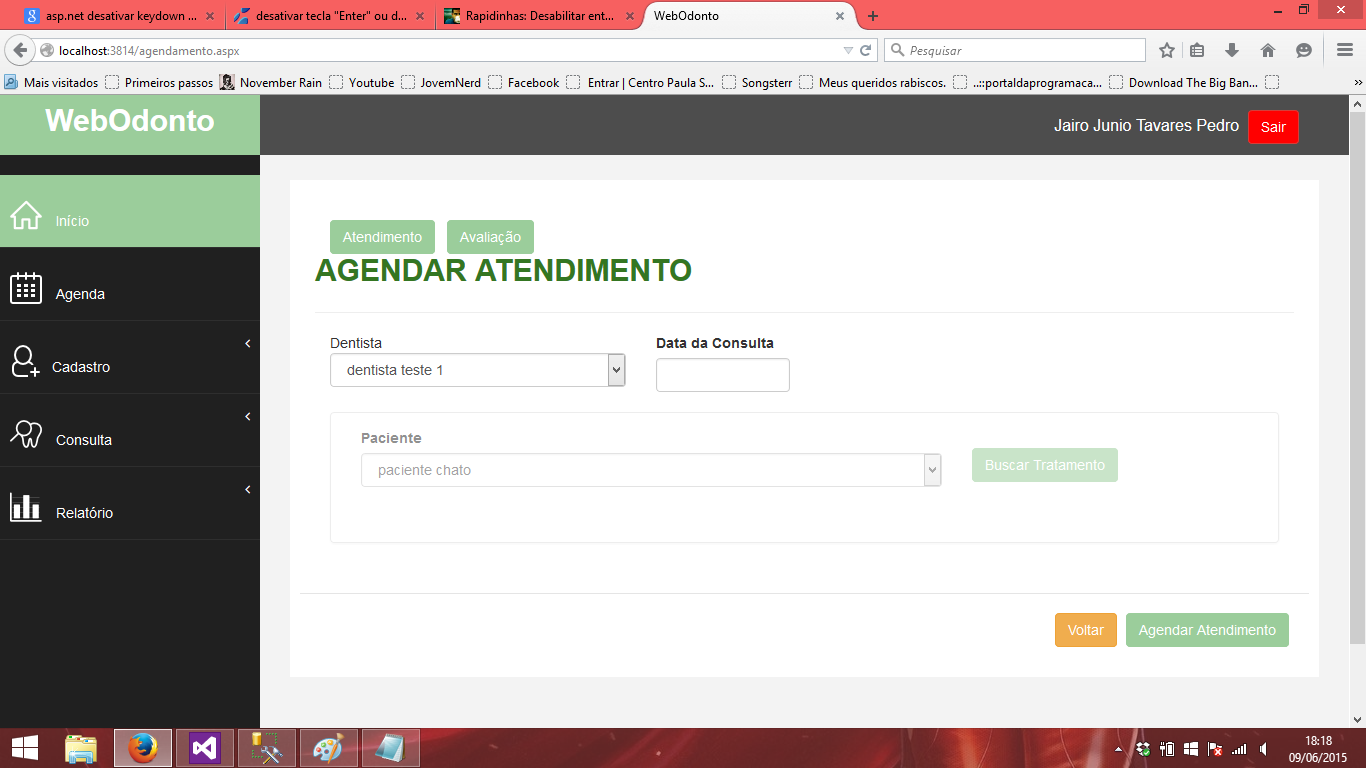 asp.net desativar keydown ...
desativar tecla "Enter" ou d...
Rapidinhas: Desabilitar ent...
WebOdonto
localhost:3814/agendamento.aspx
Pesquisar
Mais visitados
Primeiros passos
November Rain
Youtube
JovemNerd
Facebook
Entrar | Centro Paula S...
Songsterr
Meus queridos rabiscos.
..::portaldaprogramaca...
Download The Big Ban...
WebOdonto
Jairo Junio Tavares Pedro
Sair
Início
Agenda
Cadastro
Consulta
Relatório
Atendimento
Avaliação
AGENDAR ATENDIMENTO
Dentista
Data da Consulta
dentista teste 1
Paciente
paciente chato
Buscar Tratamento
Voltar
Agendar Atendimento
18:18
09/06/2015